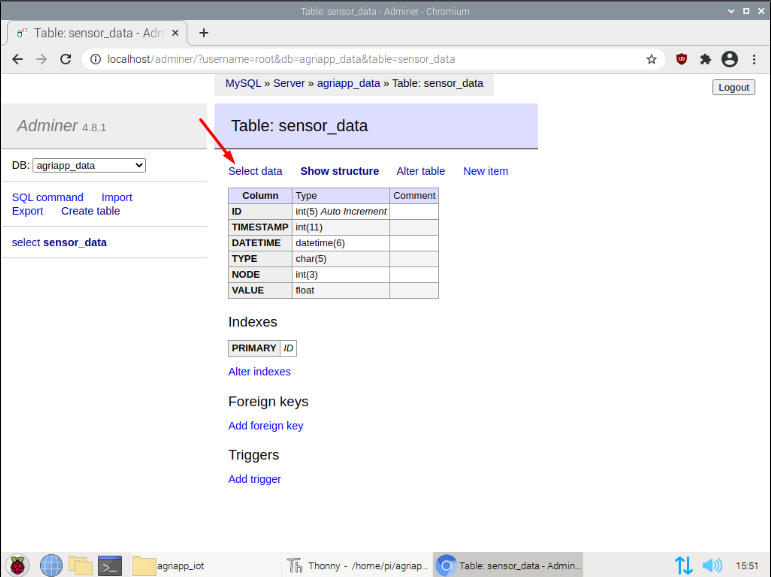 Table: sensor_data - Adminer - Chromium
Table: sensor_data - Adm
localhost/adminer/?username=root&db=agriapp_data&table=sensor_data
MySQL » Server » agriapp_data » Table: sensor_data
Logout
Adminer 4.8.1
Table: sensor_data
DB: agriapp_data
SQL command Import
Export Create table
select sensor_data
Select data Show structure Alter table New item
Column Type Comment
ID int(5) Auto Increment
TIMESTAMP int(11)
DATETIME datetime(6)
TYPE char(5)
NODE int(3)
VALUE float
Indexes
PRIMARY ID
Alter indexes
Foreign keys
Add foreign key
Triggers
Add trigger
agriapp_iot
Th Thonny - /home/pi/agriap...
Table: sensor_data - Admin...
15:51